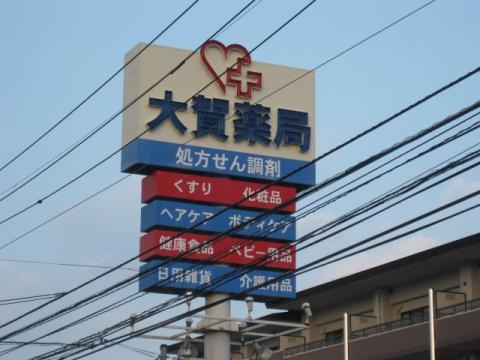 大賀薬局
処方せん調剤
くすり 化粧品
ヘアケア ボディケア
健康食品 ベビー用品
日用雑貨 介護用品